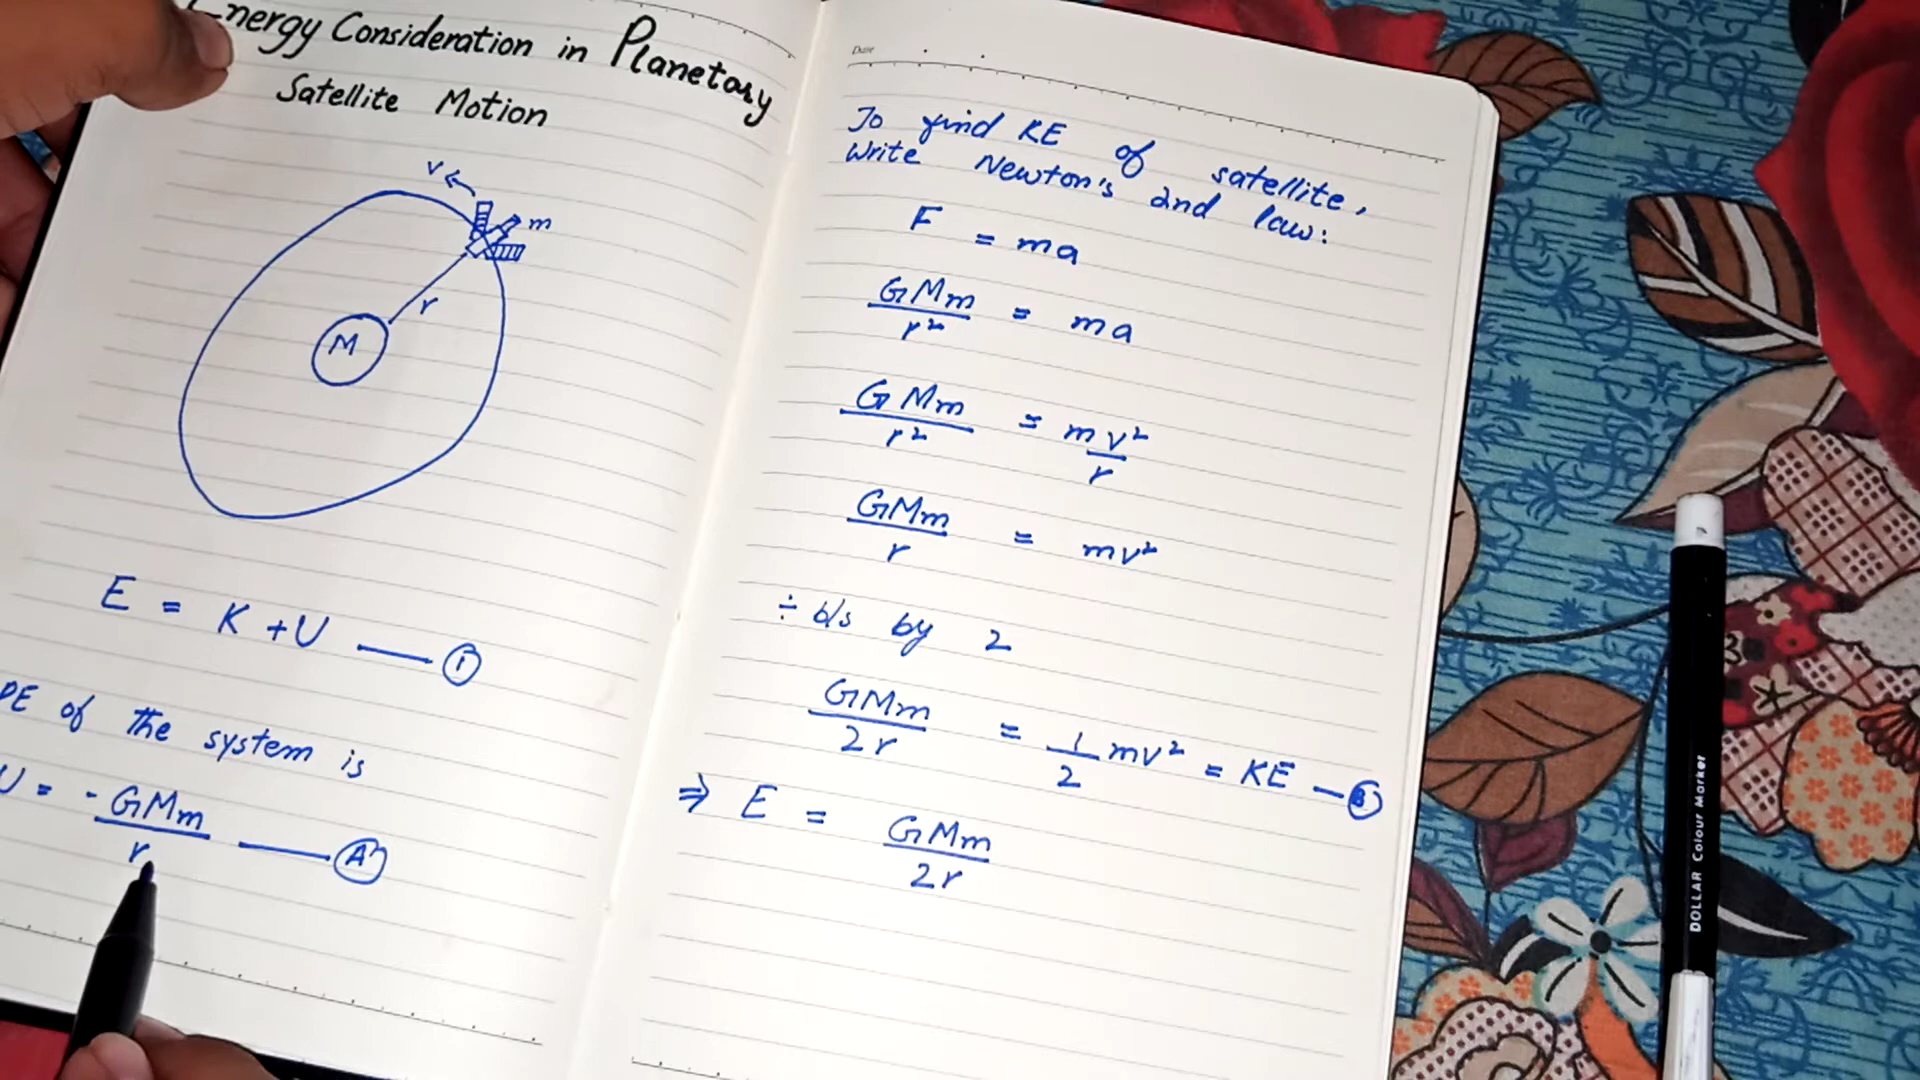 Energy Consideration in Planetary
Satellite Motion
v
m
r
M
E = K + U — ①
PE of the system is
U = - GMm / r — Ⓐ
Date
To find KE of satellite,
Write Newton's 2nd law:
F = ma
GMm / r² = ma
GMm / r² = m v² / r
GMm / r = mv²
÷ b/s by 2
GMm / 2r = 1/2 mv² = KE — Ⓑ
⇒ E = GMm / 2r
DOLLAR Colour Marker